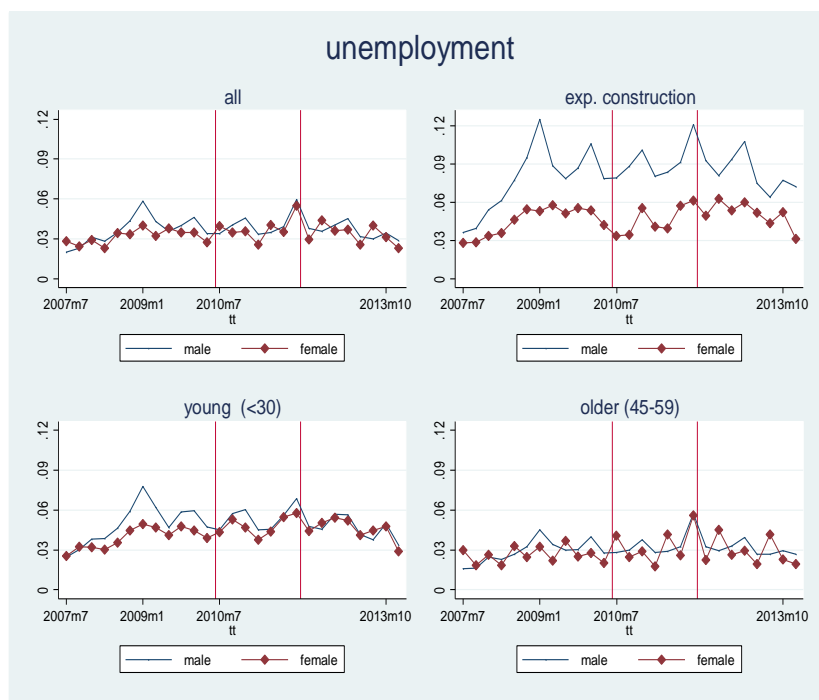 unemployment
all
.12
.09
.06
.03
0
2007m7 2009m1 2010m7 2013m10
tt
male female
exp. construction
.12
.09
.06
.03
0
2007m7 2009m1 2010m7 2013m10
tt
male female
young (<30)
.12
.09
.06
.03
0
2007m7 2009m1 2010m7 2013m10
tt
male female
older (45-59)
.12
.09
.06
.03
0
2007m7 2009m1 2010m7 2013m10
tt
male female